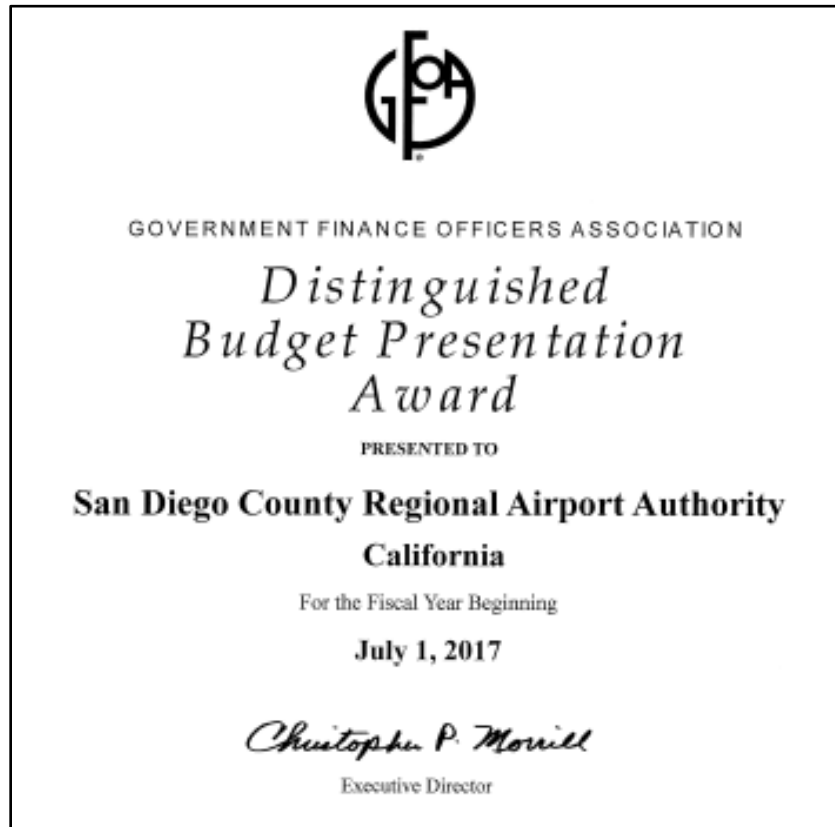 GFOA
GOVERNMENT FINANCE OFFICERS ASSOCIATION
Distinguished
Budget Presentation
Award
PRESENTED TO
San Diego County Regional Airport Authority
California
For the Fiscal Year Beginning
July 1, 2017
Christopher P. Morrill
Executive Director